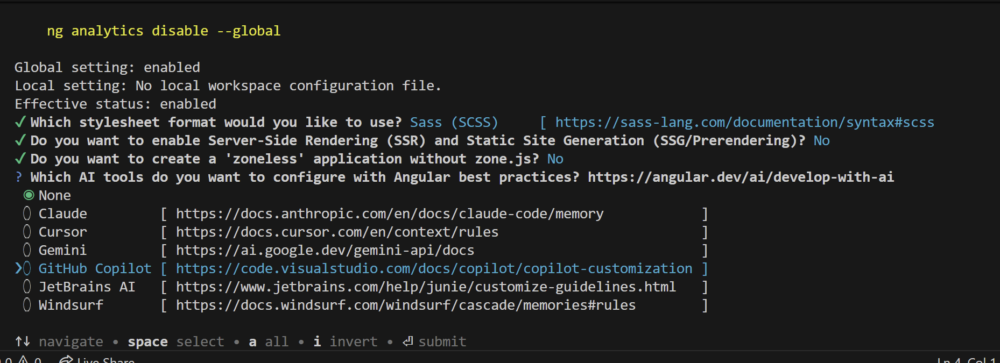 ng analytics disable --global
Global setting: enabled
Local setting: No local workspace configuration file.
Effective status: enabled
✓ Which stylesheet format would you like to use? Sass (SCSS) [ https://sass-lang.com/documentation/syntax#scss
✓ Do you want to enable Server-Side Rendering (SSR) and Static Site Generation (SSG/Prerendering)? No
✓ Do you want to create a 'zoneless' application without zone.js? No
? Which AI tools do you want to configure with Angular best practices? https://angular.dev/ai/develop-with-ai
◉ None
◯ Claude [ https://docs.anthropic.com/en/docs/claude-code/memory ]
◯ Cursor [ https://docs.cursor.com/en/context/rules ]
◯ Gemini [ https://ai.google.dev/gemini-api/docs ]
❯◯ GitHub Copilot [ https://code.visualstudio.com/docs/copilot/copilot-customization ]
◯ JetBrains AI [ https://www.jetbrains.com/help/junie/customize-guidelines.html ]
◯ Windsurf [ https://docs.windsurf.com/windsurf/cascade/memories#rules ]
↑↓ navigate • space select • a all • i invert • ⏎ submit
0 0 Live Share Ln 4, Col 1